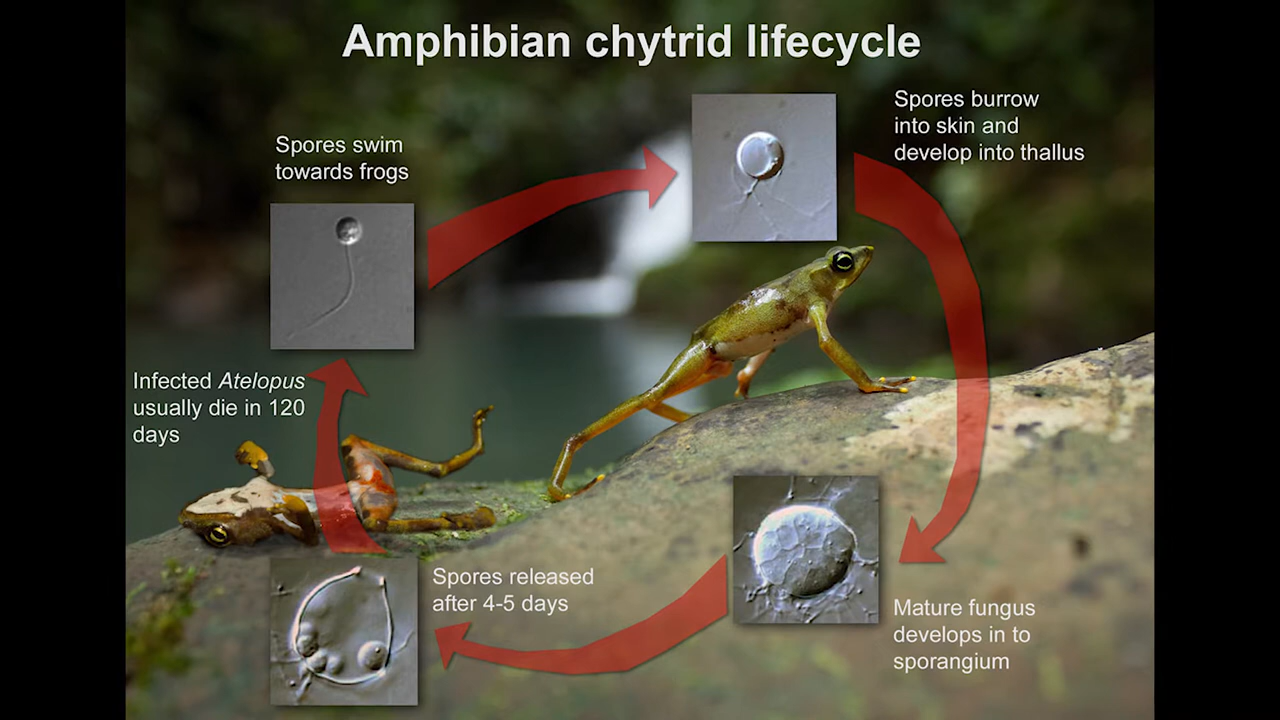 Amphibian chytrid lifecycle
Spores swim
towards frogs
Spores burrow
into skin and
develop into thallus
Mature fungus
develops in to
sporangium
Spores released
after 4-5 days
Infected Atelopus
usually die in 120
days